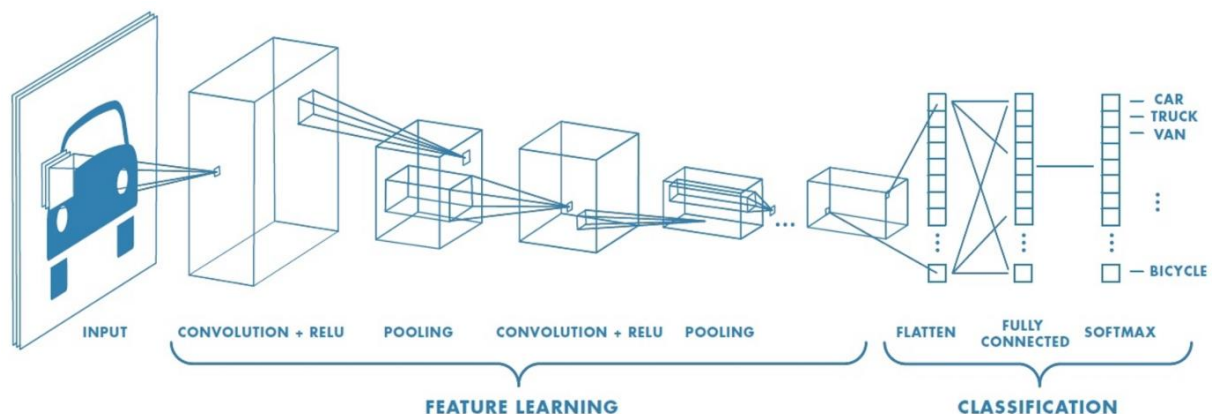 CAR
TRUCK
VAN
BICYCLE
INPUT
CONVOLUTION + RELU
POOLING
CONVOLUTION + RELU
POOLING
FLATTEN
FULLY
CONNECTED
SOFTMAX
FEATURE LEARNING
CLASSIFICATION